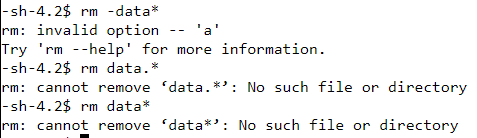 -sh-4.2$ rm -data*
rm: invalid option -- 'a'
Try 'rm --help' for more information.
-sh-4.2$ rm data.*
rm: cannot remove ‘data.*’: No such file or directory
-sh-4.2$ rm data*
rm: cannot remove ‘data*’: No such file or directory